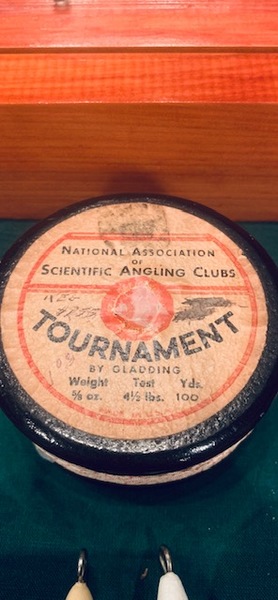 NATIONAL ASSOCIATION
OF
SCIENTIFIC ANGLING CLUBS
TOURNAMENT
BY GLADDING
Weight Test Yds.
⅝ oz. 4½ lbs. 100